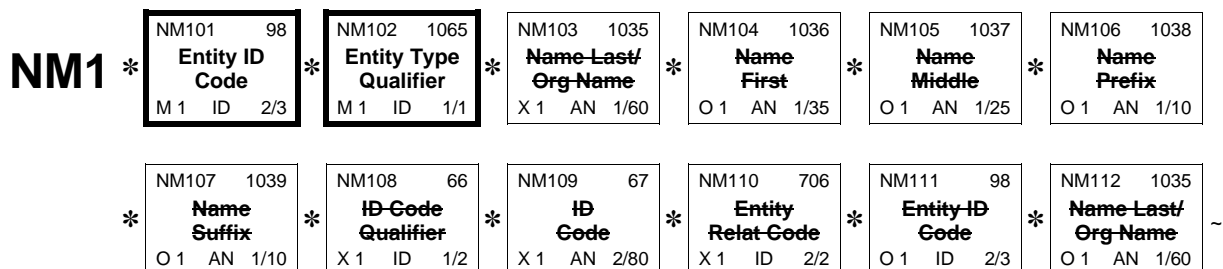 NM101 98 NM102 1065 NM103 1035 NM104 1036 NM105 1037 NM106 1038
NM1 * Entity ID * Entity Type * Name Last/ * Name * Name * Name
Code Qualifier Org Name First Middle Prefix
M 1 ID 2/3 M 1 ID 1/1 X 1 AN 1/60 O 1 AN 1/35 O 1 AN 1/25 O 1 AN 1/10
NM107 1039 NM108 66 NM109 67 NM110 706 NM111 98 NM112 1035
* Name * ID Code * ID * Entity * Entity ID * Name Last/ ~
Suffix Qualifier Code Relat Code Code Org Name
O 1 AN 1/10 X 1 ID 1/2 X 1 AN 2/80 X 1 ID 2/2 O 1 ID 2/3 O 1 AN 1/60